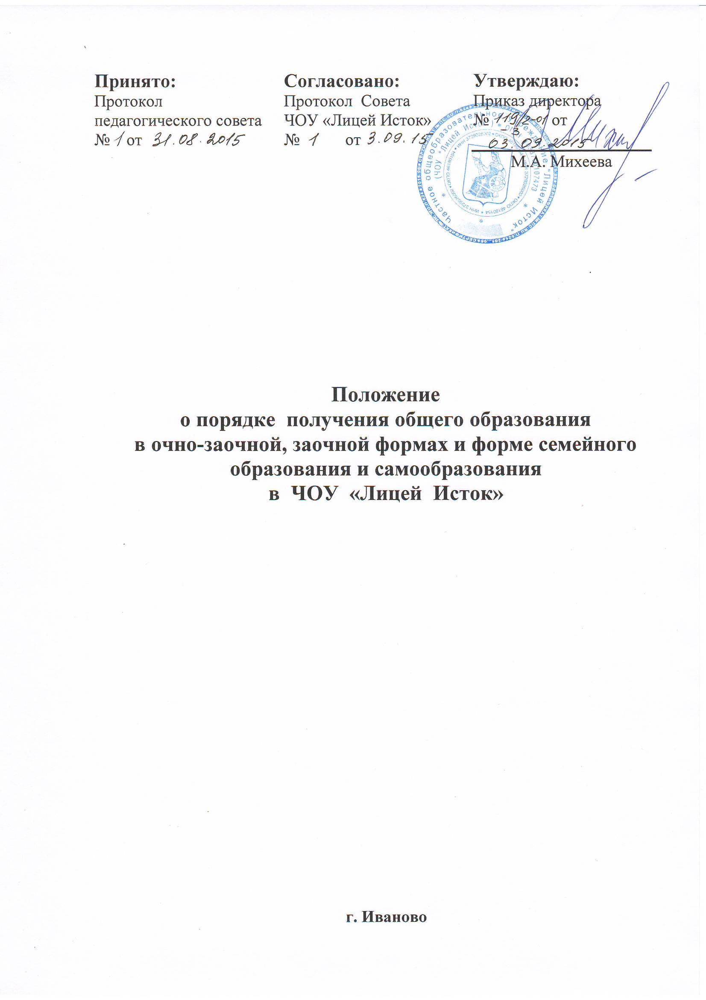 Принято:
Протокол
педагогического совета
№ 1 от 31.08.2015
Согласовано:
Протокол Совета
ЧОУ «Лицей Исток»
№ 1 от 3.09.15
Утверждаю:
Приказ директора
№ 119/2-01 от
- 3
03.09.2015
М.А. Михеева
Частное общеобразовательное учреждение "Лицей Исток"
(ЧОУ "Лицей Исток") * ОГРН
* ИНН 3729026002 * ОКПО 46180154
Положение
о порядке получения общего образования
в очно-заочной, заочной формах и форме семейного
образования и самообразования
в ЧОУ «Лицей Исток»
г. Иваново